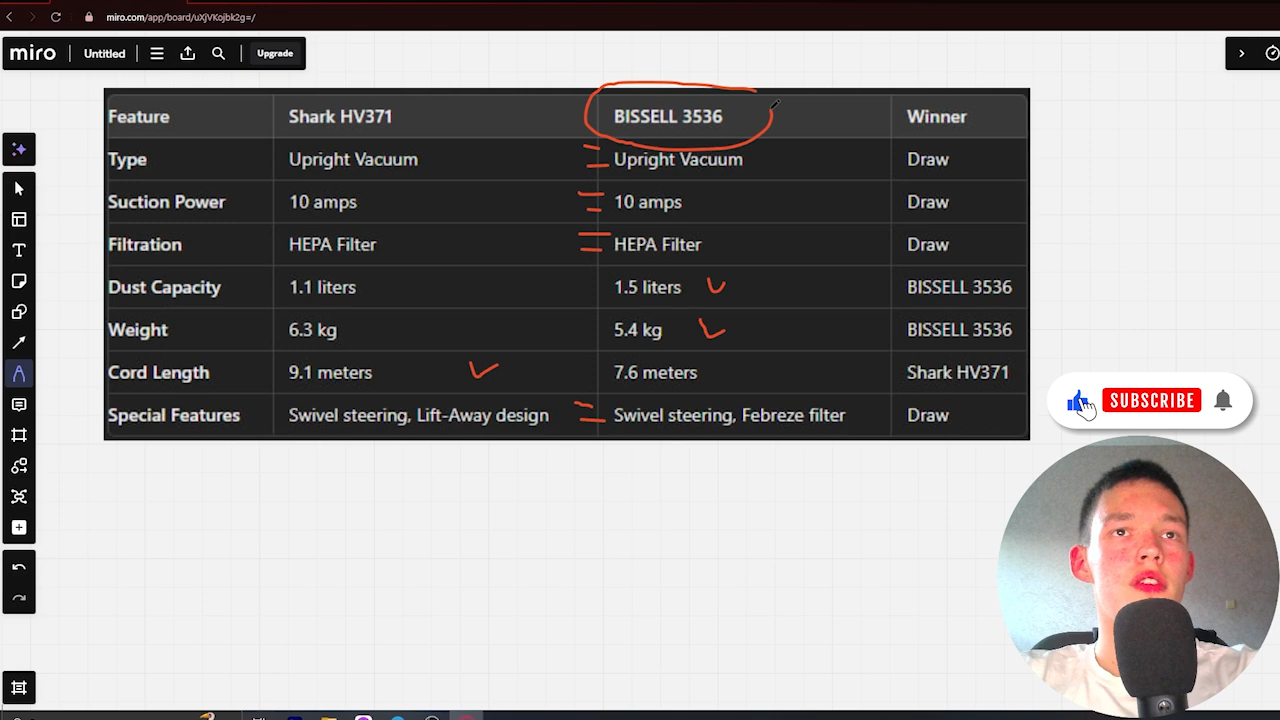 miro.com/app/board/uXjVKojbk2g=/
miro Untitled Upgrade
Feature Shark HV371 BISSELL 3536 Winner
Type Upright Vacuum Upright Vacuum Draw
Suction Power 10 amps 10 amps Draw
Filtration HEPA Filter HEPA Filter Draw
Dust Capacity 1.1 liters 1.5 liters BISSELL 3536
Weight 6.3 kg 5.4 kg BISSELL 3536
Cord Length 9.1 meters 7.6 meters Shark HV371
Special Features Swivel steering, Lift-Away design Swivel steering, Febreze filter Draw
SUBSCRIBE